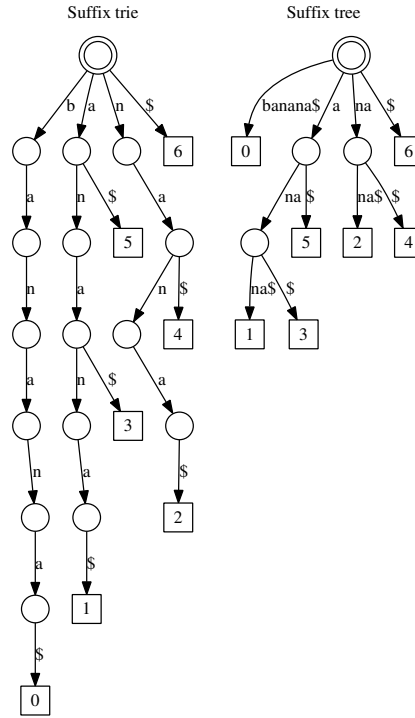 Suffix trie Suffix tree
b a n $ banana$ a na $
6 0 6
a n $ a na $ na$ $
5 5 2 4
n a n $ na$ $
4 1 3
a n $ a
3
n a $
2
a $
1
$
0